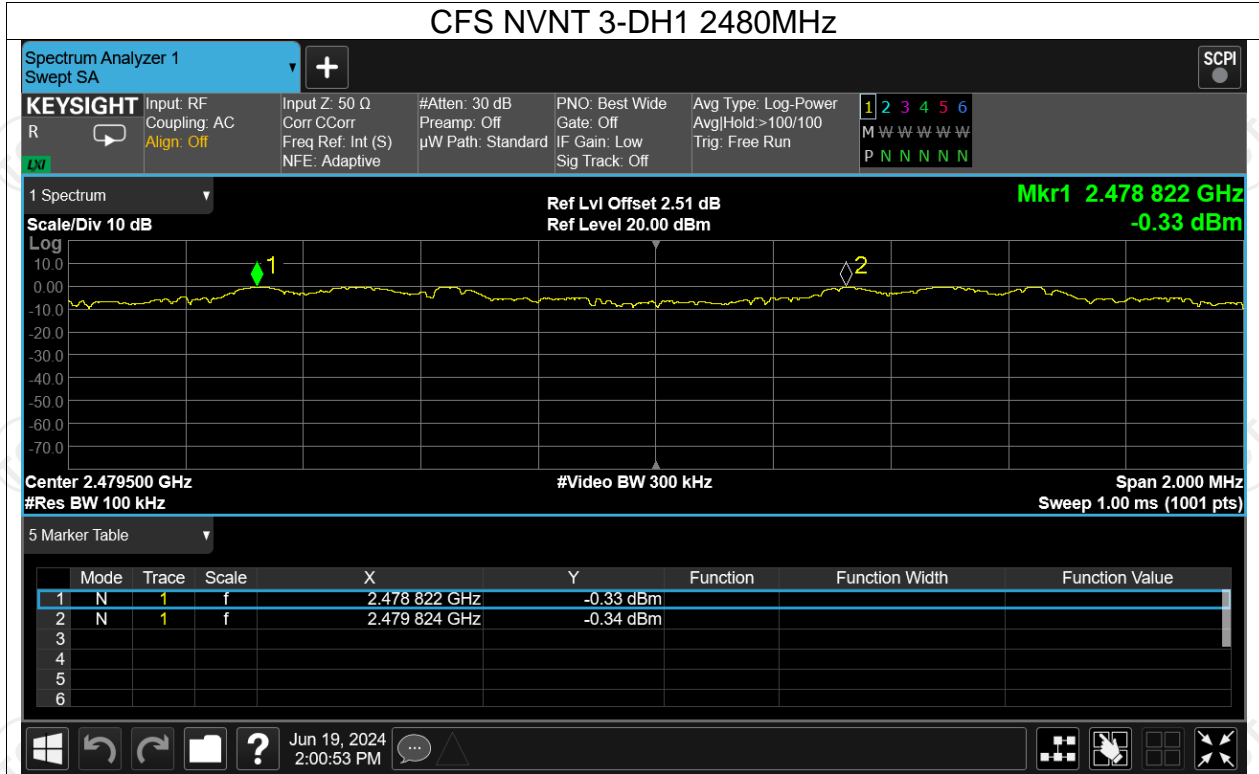 CFS NVNT 3-DH1 2480MHz
Spectrum Analyzer 1
Swept SA
SCPI
KEYSIGHT
R
LXI
Input: RF
Coupling: AC
Align: Off
Input Z: 50 Ω
Corr CCorr
Freq Ref: Int (S)
NFE: Adaptive
#Atten: 30 dB
Preamp: Off
µW Path: Standard
PNO: Best Wide
Gate: Off
IF Gain: Low
Sig Track: Off
Avg Type: Log-Power
Avg|Hold:>100/100
Trig: Free Run
1 2 3 4 5 6
M W W W W W
P N N N N N
1 Spectrum
Scale/Div 10 dB
Ref Lvl Offset 2.51 dB
Ref Level 20.00 dBm
Mkr1 2.478 822 GHz
-0.33 dBm
Log
10.0
0.00
-10.0
-20.0
-30.0
-40.0
-50.0
-60.0
-70.0
1
2
Center 2.479500 GHz
#Res BW 100 kHz
#Video BW 300 kHz
Span 2.000 MHz
Sweep 1.00 ms (1001 pts)
5 Marker Table
Mode Trace Scale X Y Function Function Width Function Value
1 N 1 f 2.478 822 GHz -0.33 dBm
2 N 1 f 2.479 824 GHz -0.34 dBm
3
4
5
6
?
Jun 19, 2024
2:00:53 PM